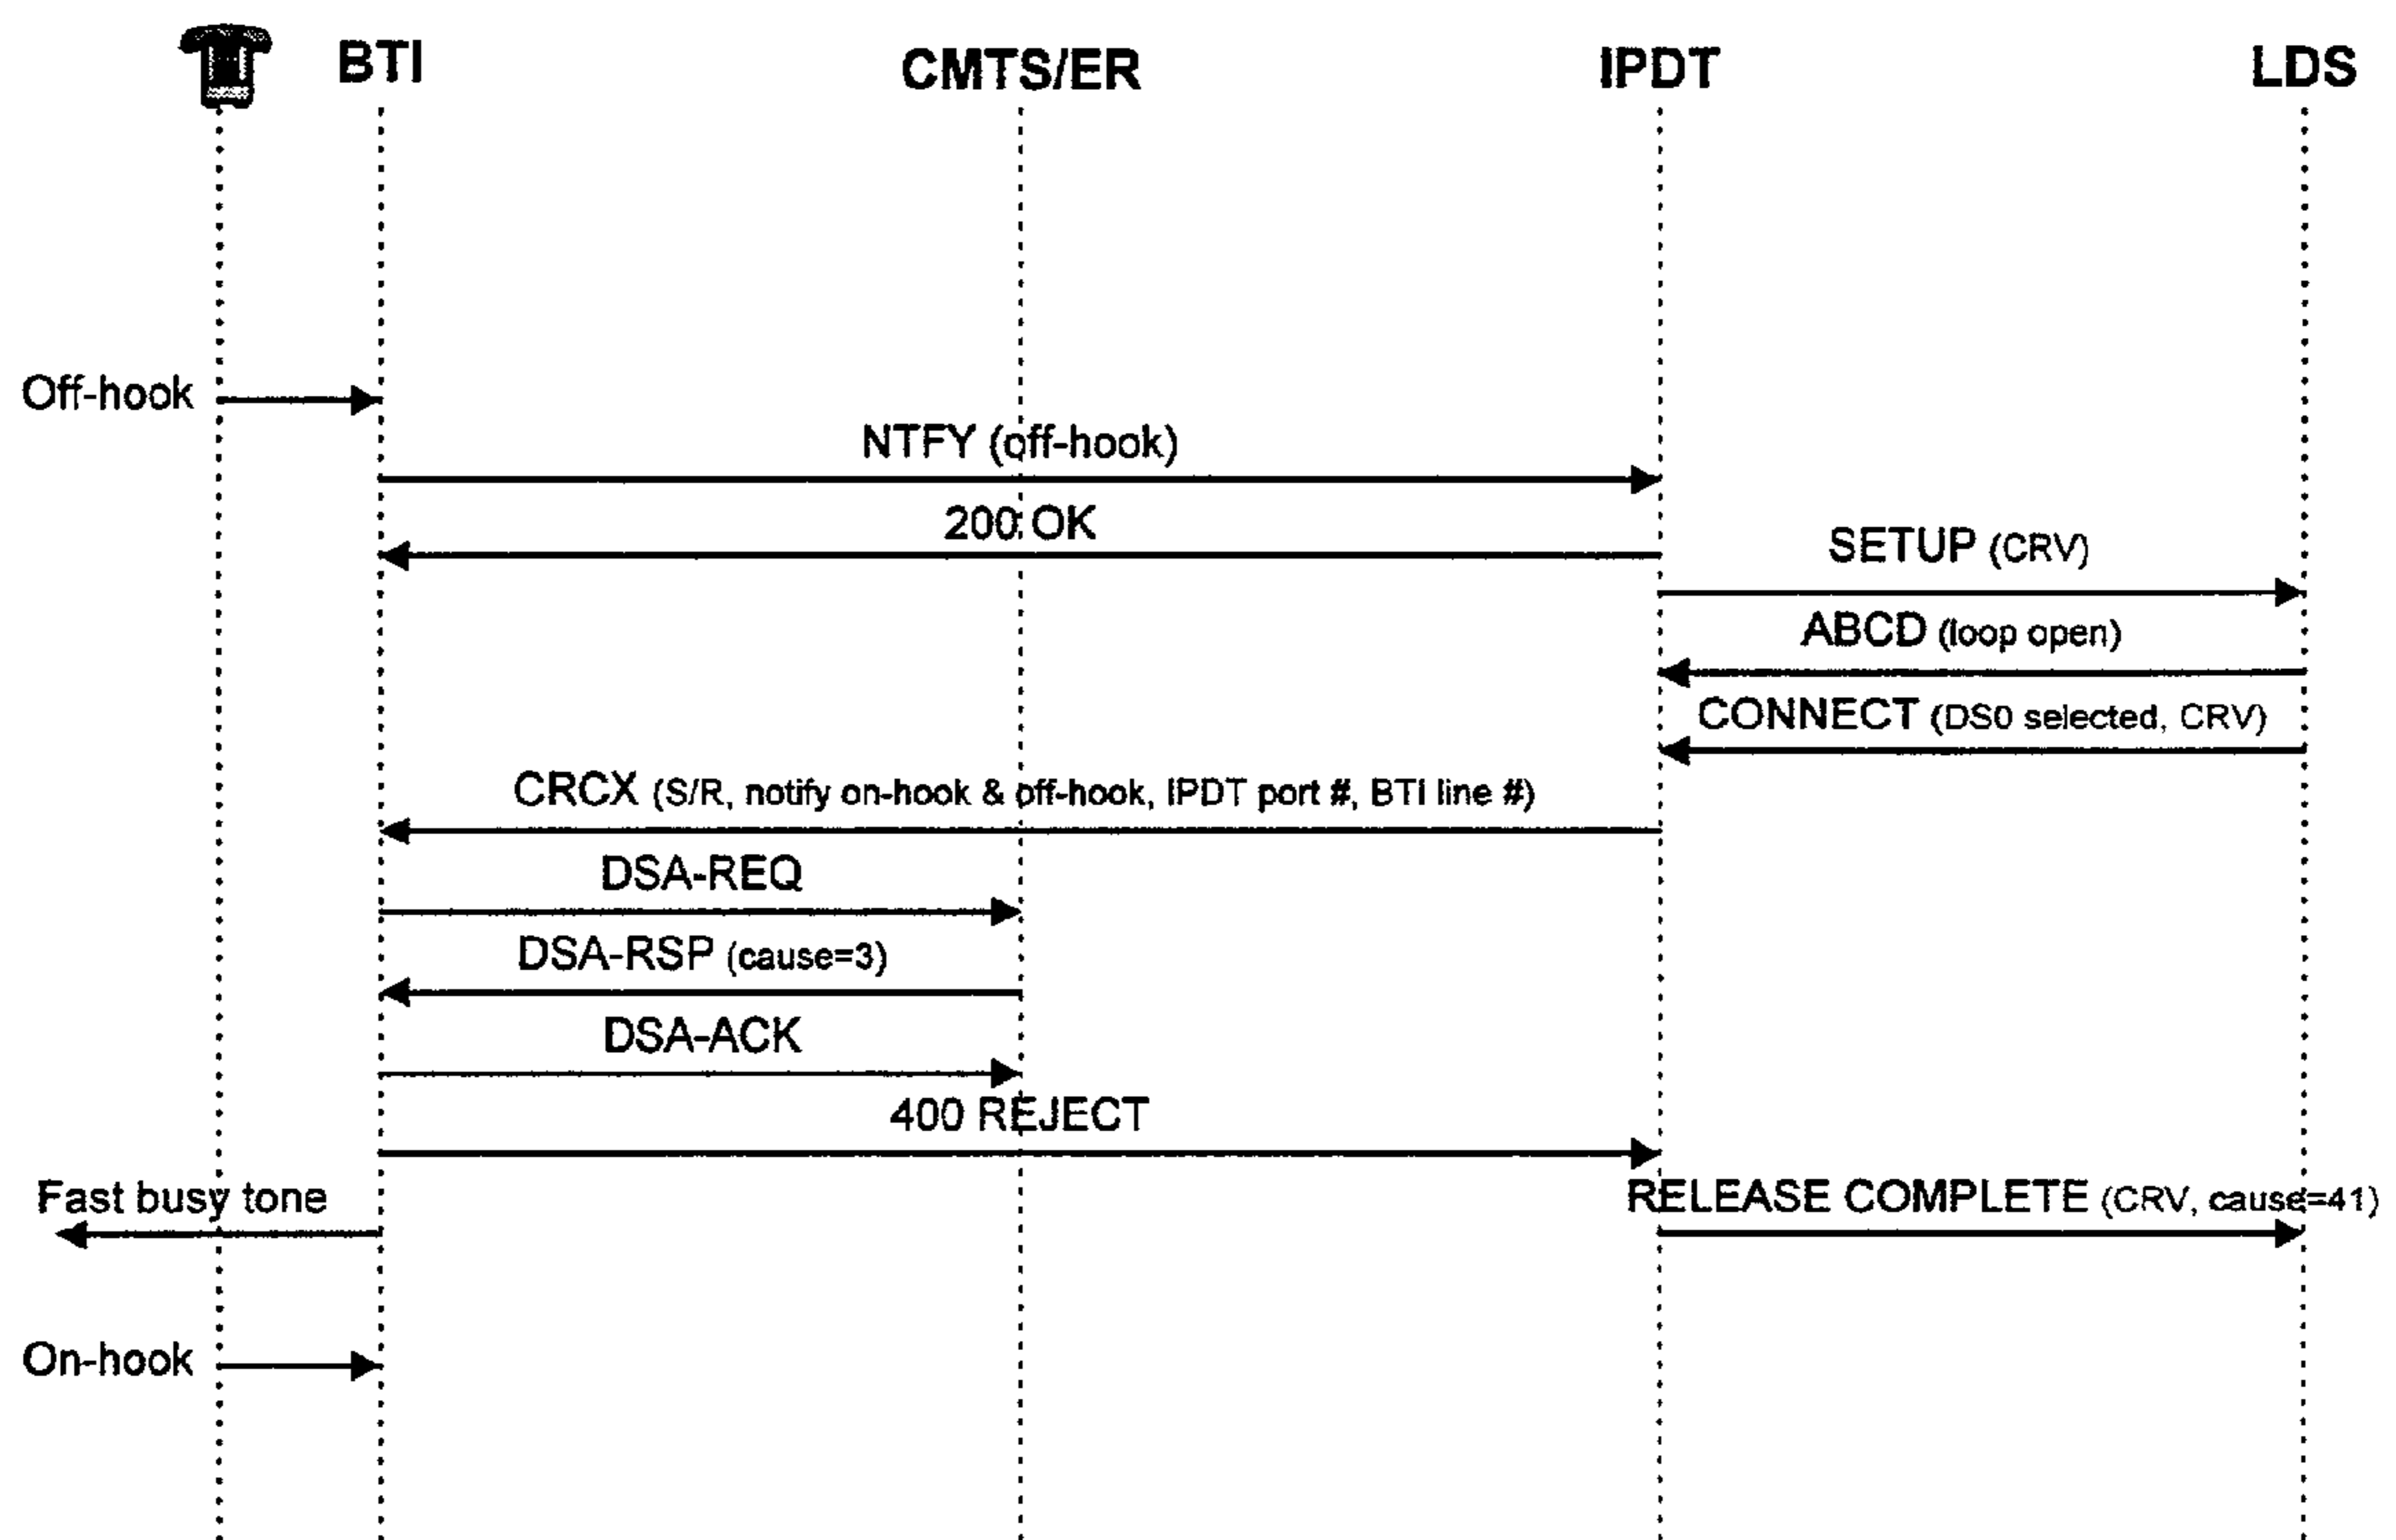 BTI CMTS/ER IPDT LDS
Off-hook
NTFY (off-hook)
200 OK
SETUP (CRV)
ABCD (loop open)
CONNECT (DS0 selected, CRV)
CRCX (S/R, notify on-hook & off-hook, IPDT port #, BTI line #)
DSA-REQ
DSA-RSP (cause=3)
DSA-ACK
400 REJECT
Fast busy tone
RELEASE COMPLETE (CRV, cause=41)
On-hook